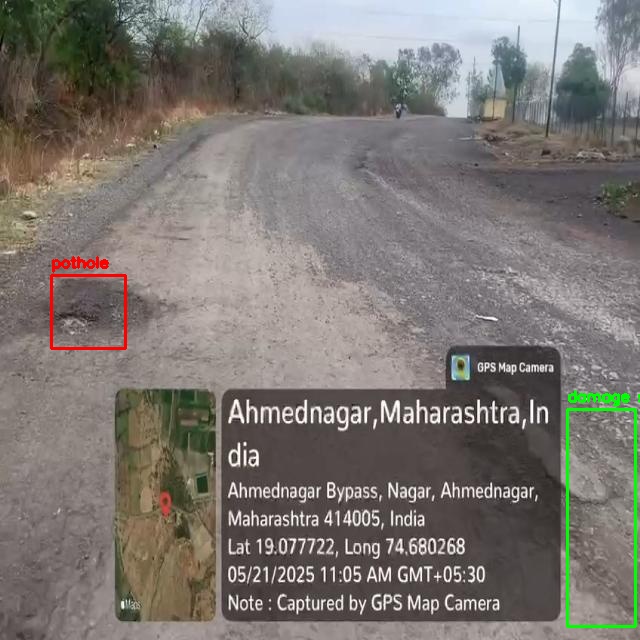 pothole
GPS Map Camera
damage
Ahmednagar,Maharashtra,In
dia
Ahmednagar Bypass, Nagar, Ahmednagar,
Maharashtra 414005, India
Lat 19.077722, Long 74.680268
05/21/2025 11:05 AM GMT+05:30
Note : Captured by GPS Map Camera
Maps